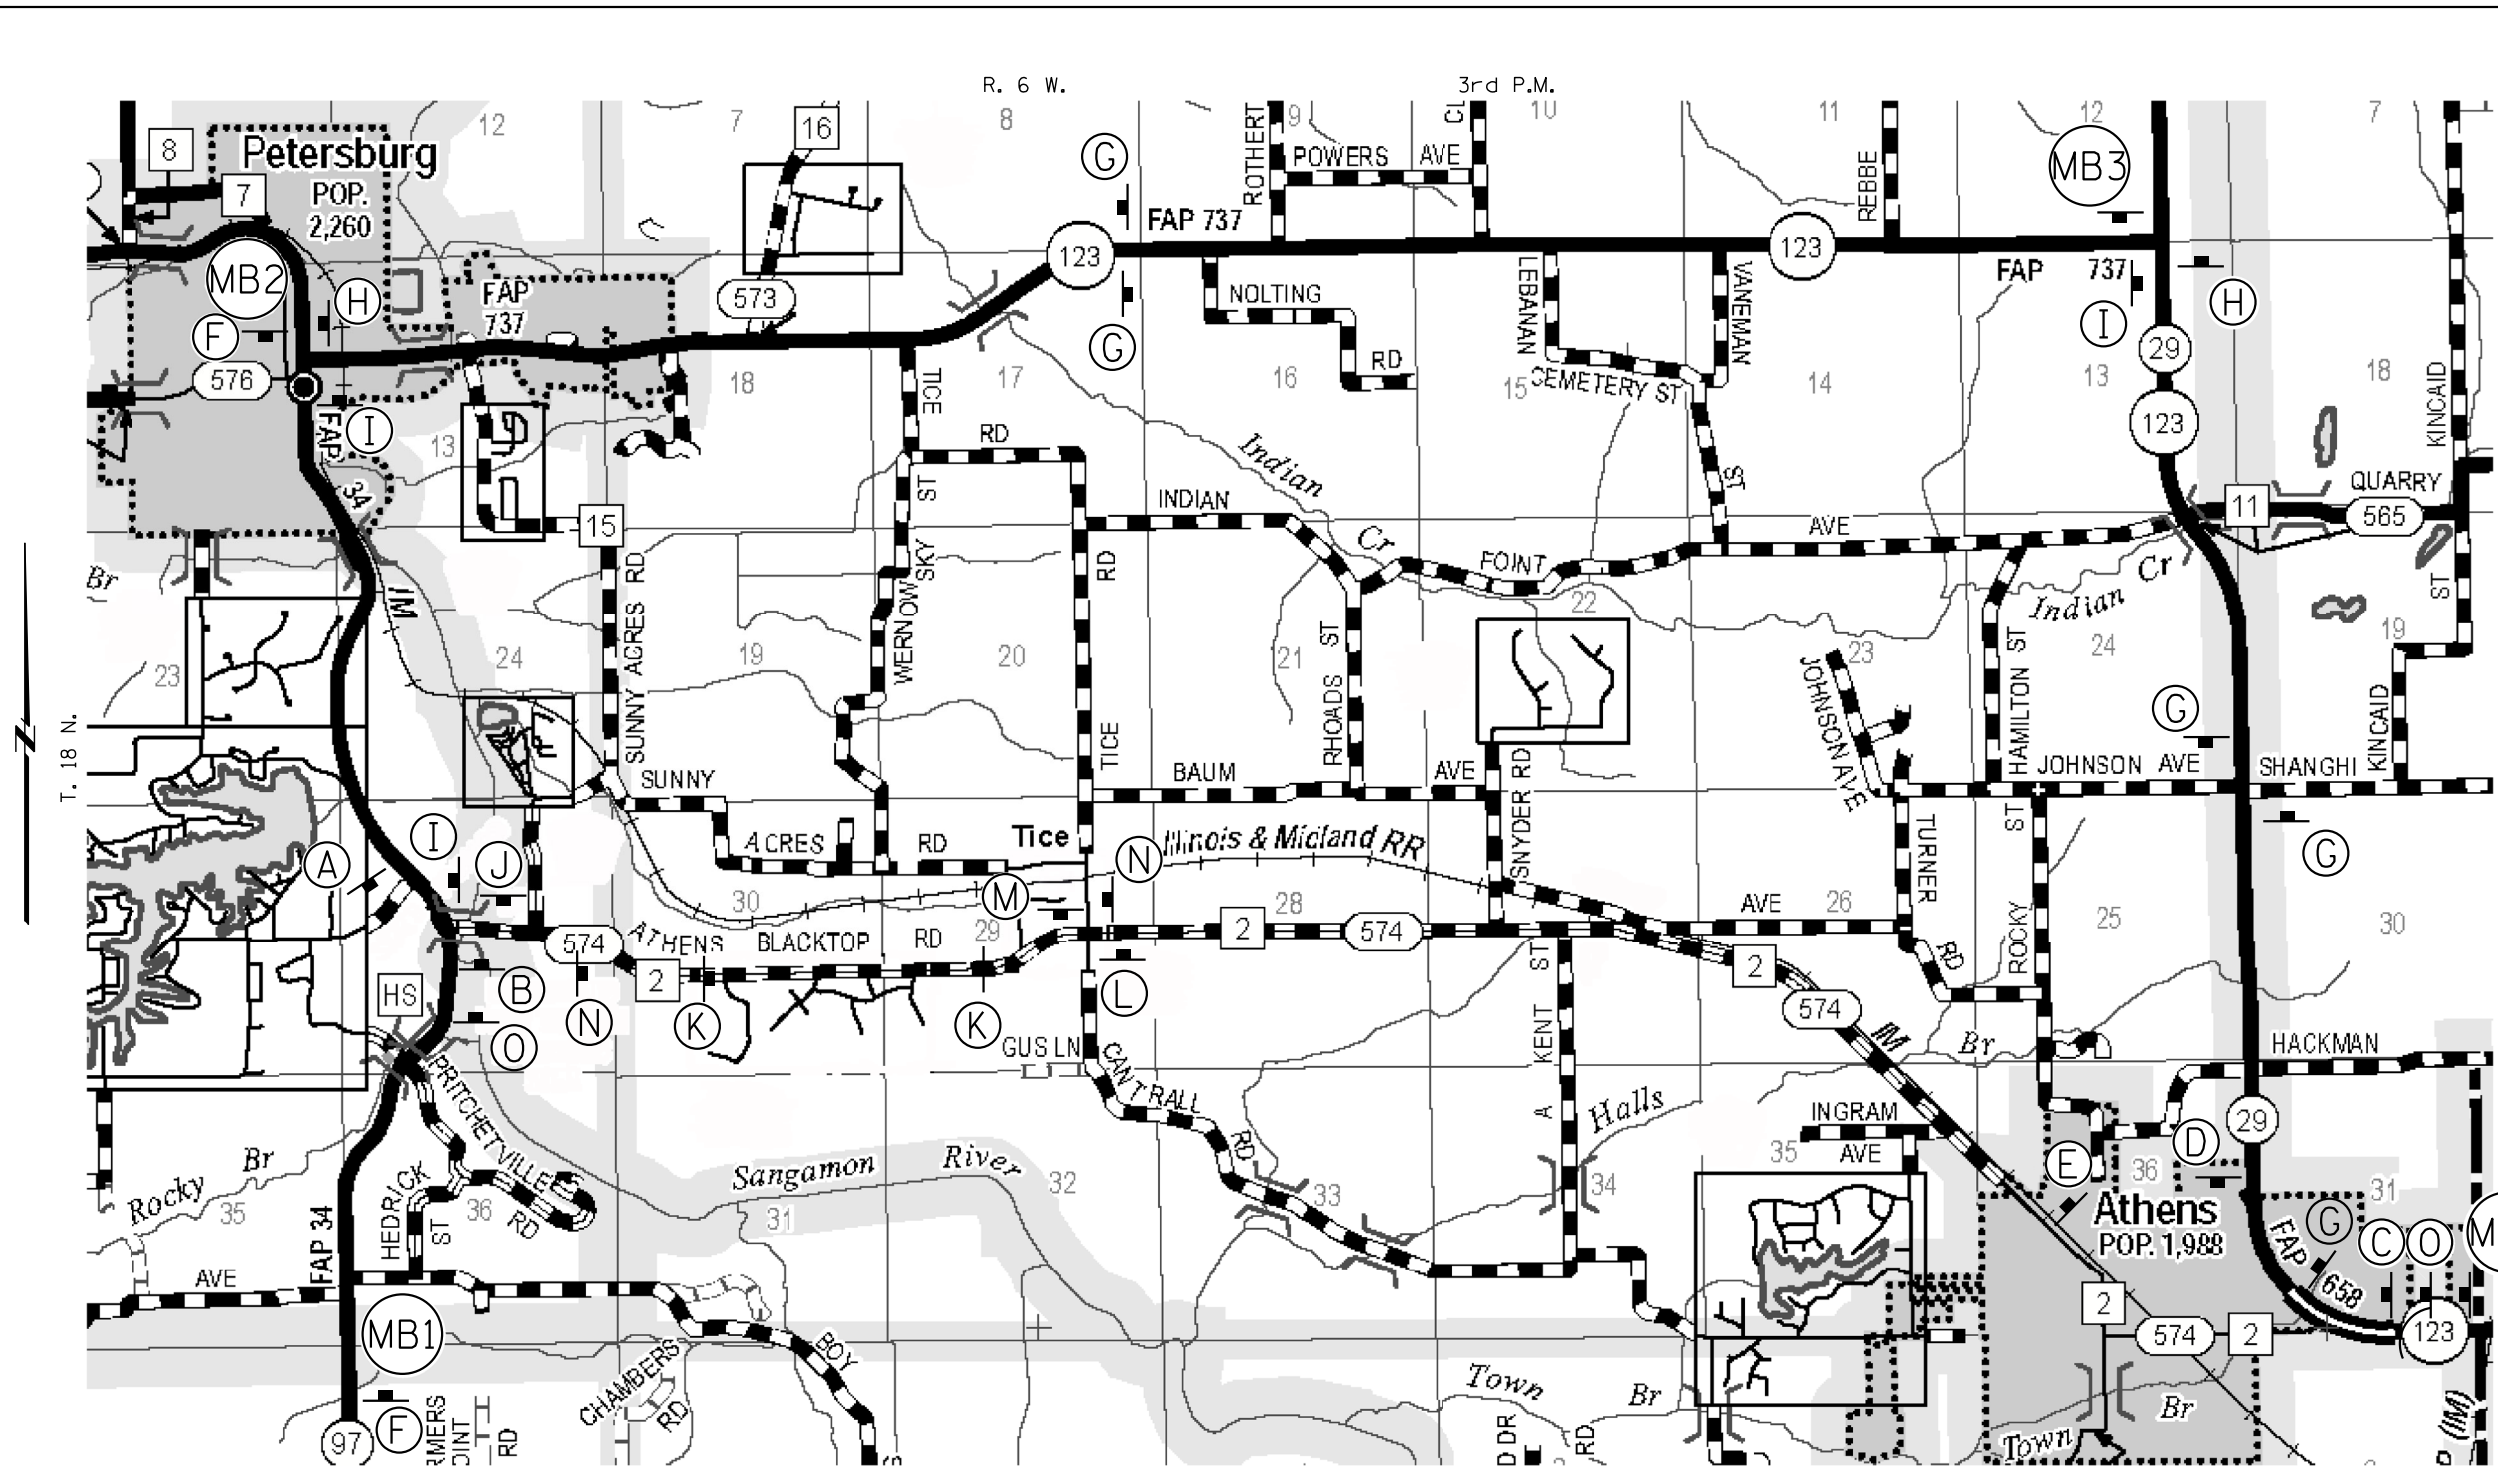 R. 6 W.
3rd P.M.
12
7
16
8
G
ROTHERT
9
POWERS AVE
10
11
REBBE
12
MB3
7
8
Petersburg
POP.
2,260
7
FAP 737
123
123
MB2
H
F
576
FAP
737
573
G
NOLTING
RD
LEBANAN
VANEMAN
FAP 737
H
I
29
123
I
FAP
34
13
18
TICE
17
16
15
CEMETERY ST
ST
14
13
18
KINCAID
RD
ST
Indian
Cr
INDIAN
FOINT
AVE
15
11
QUARRY
565
Br
IM
SUNNY ACRES RD
SKY
WERNOW
RD
22
Indian
Cr
ST
T. 18 N.
N
23
24
19
20
21
RHOADS ST
23
HAMILTON ST
24
19
JOHNSON AVE
G
KINCAID
TICE
SUNNY
BAUM
AVE
SNYDER RD
JOHNSON AVE
SHANGHI
ACRES
RD
Tice
N
Illinois & Midland RR
TURNER
RD
ST
ROCKY
G
A
I
J
30
M
28
AVE
26
25
30
574
ATHENS
BLACKTOP
RD
29
2
574
2
ST
KENT
A
2
574
HS
B
N
K
K
L
O
GUS LN
CANTRALL
RD
IM
Br
HACKMAN
PRITCHETVILLE
RD
Halls
INGRAM
AVE
35
29
D
E
36
Rocky
Br
35
HEDRICK
ST
36
Sangamon
River
31
32
33
34
Athens
POP. 1,988
31
G
C
O
FAP
658
AVE
FAP 34
MB1
BOY
2
574
2
123
CHAMBERS
RD
Town
Br
Br
Town
F
97
RD
DR
RD
(IM)